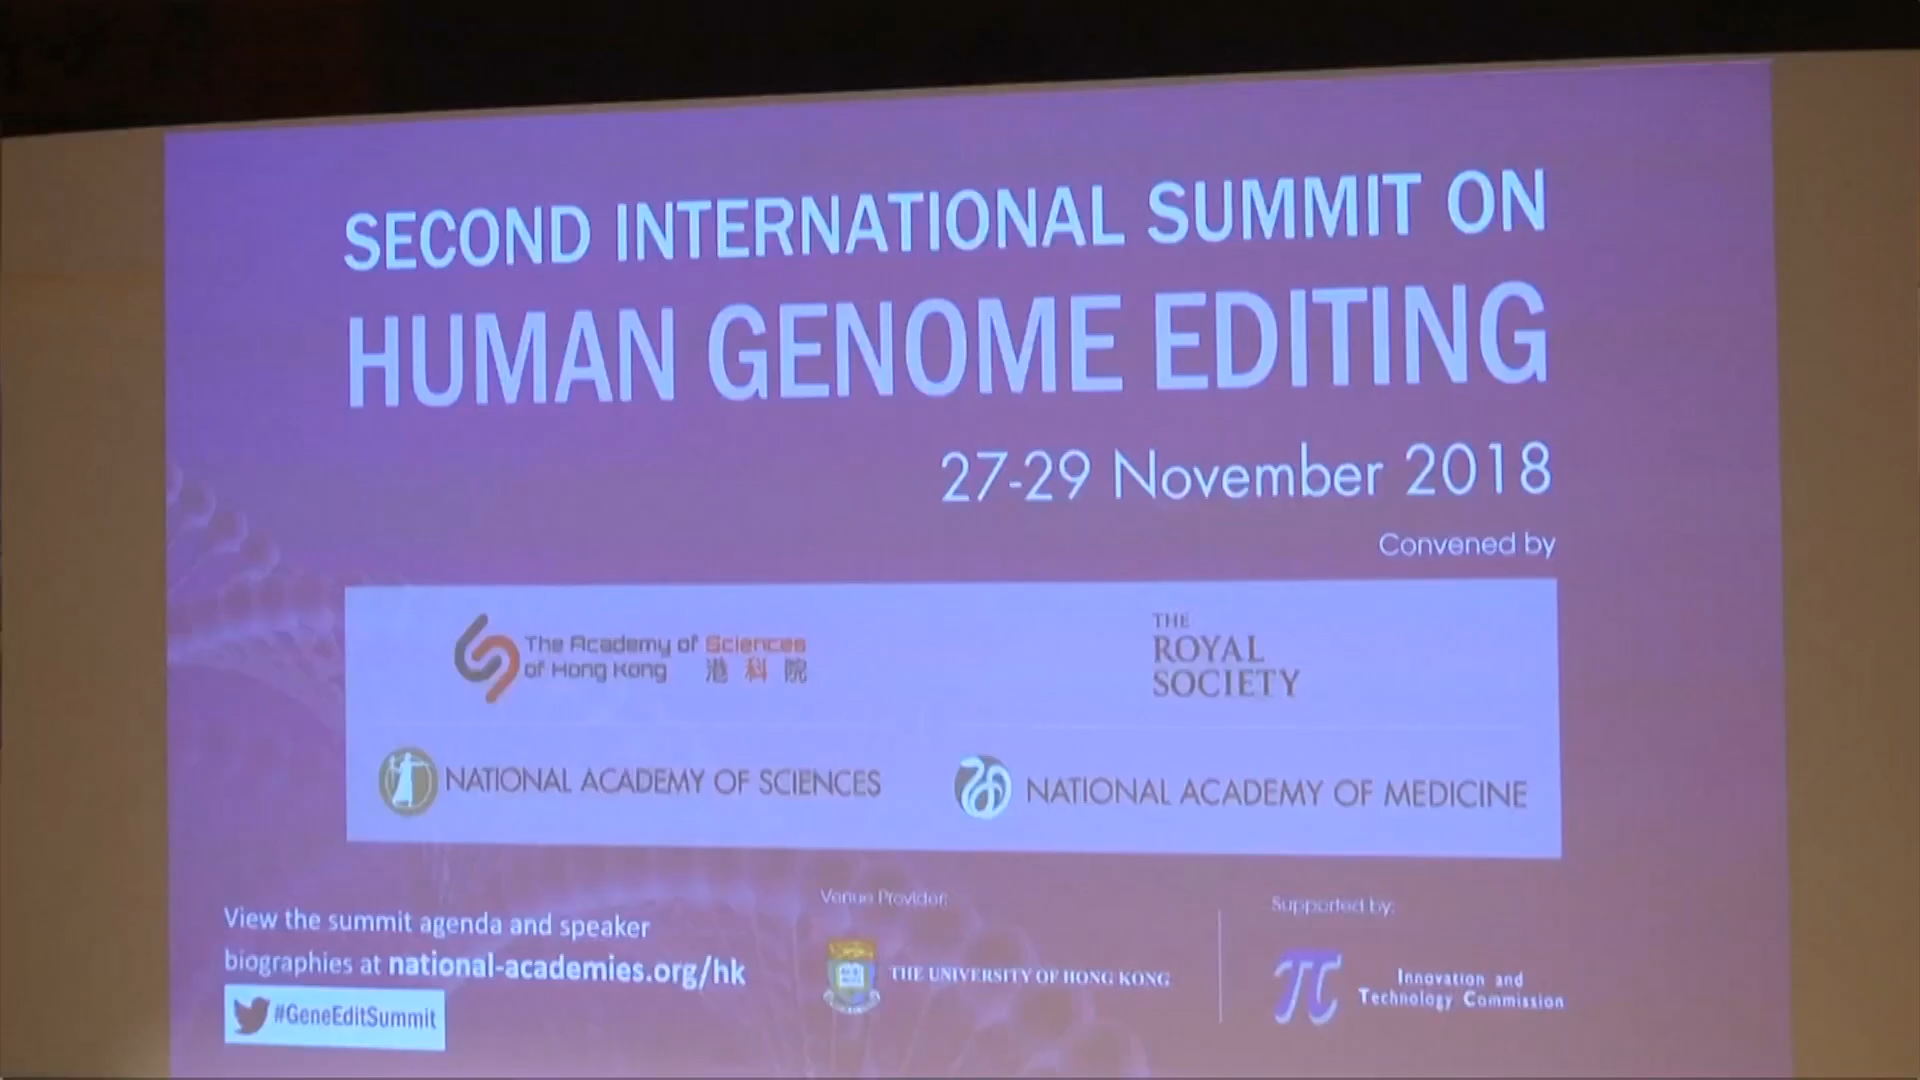 SECOND INTERNATIONAL SUMMIT ON
HUMAN GENOME EDITING
27-29 November 2018
Convened by
The Academy of Sciences
of Hong Kong 港科院
THE
ROYAL
SOCIETY
NATIONAL ACADEMY OF SCIENCES
NATIONAL ACADEMY OF MEDICINE
View the summit agenda and speaker
biographies at national-academies.org/hk
#GeneEditSummit
Venue Provider:
THE UNIVERSITY OF HONG KONG
Supported by:
Innovation and
Technology Commission